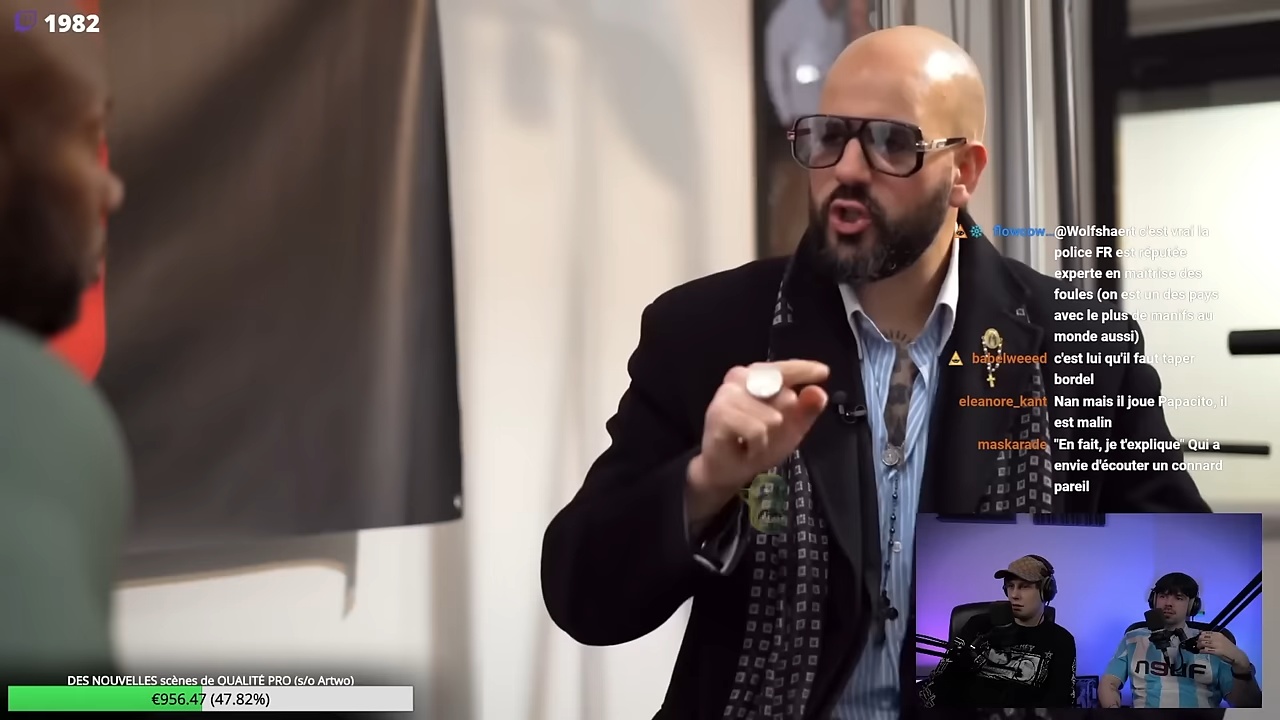 1982
flowcow... @Wolfshaert c'est vrai la
police FR est réputée
experte en maîtrise des
foules (on est un des pays
avec le plus de manifs au
monde aussi)
babelweeed c'est lui qu'il faut taper
bordel
eleanore_kant Nan mais il joue Papacito, il
est malin
maskarade "En fait, je t'explique" Qui a
envie d'écouter un connard
pareil
DES NOUVELLES scènes de QUALITÉ PRO (s/o Artwo)
€956.47 (47.82%)